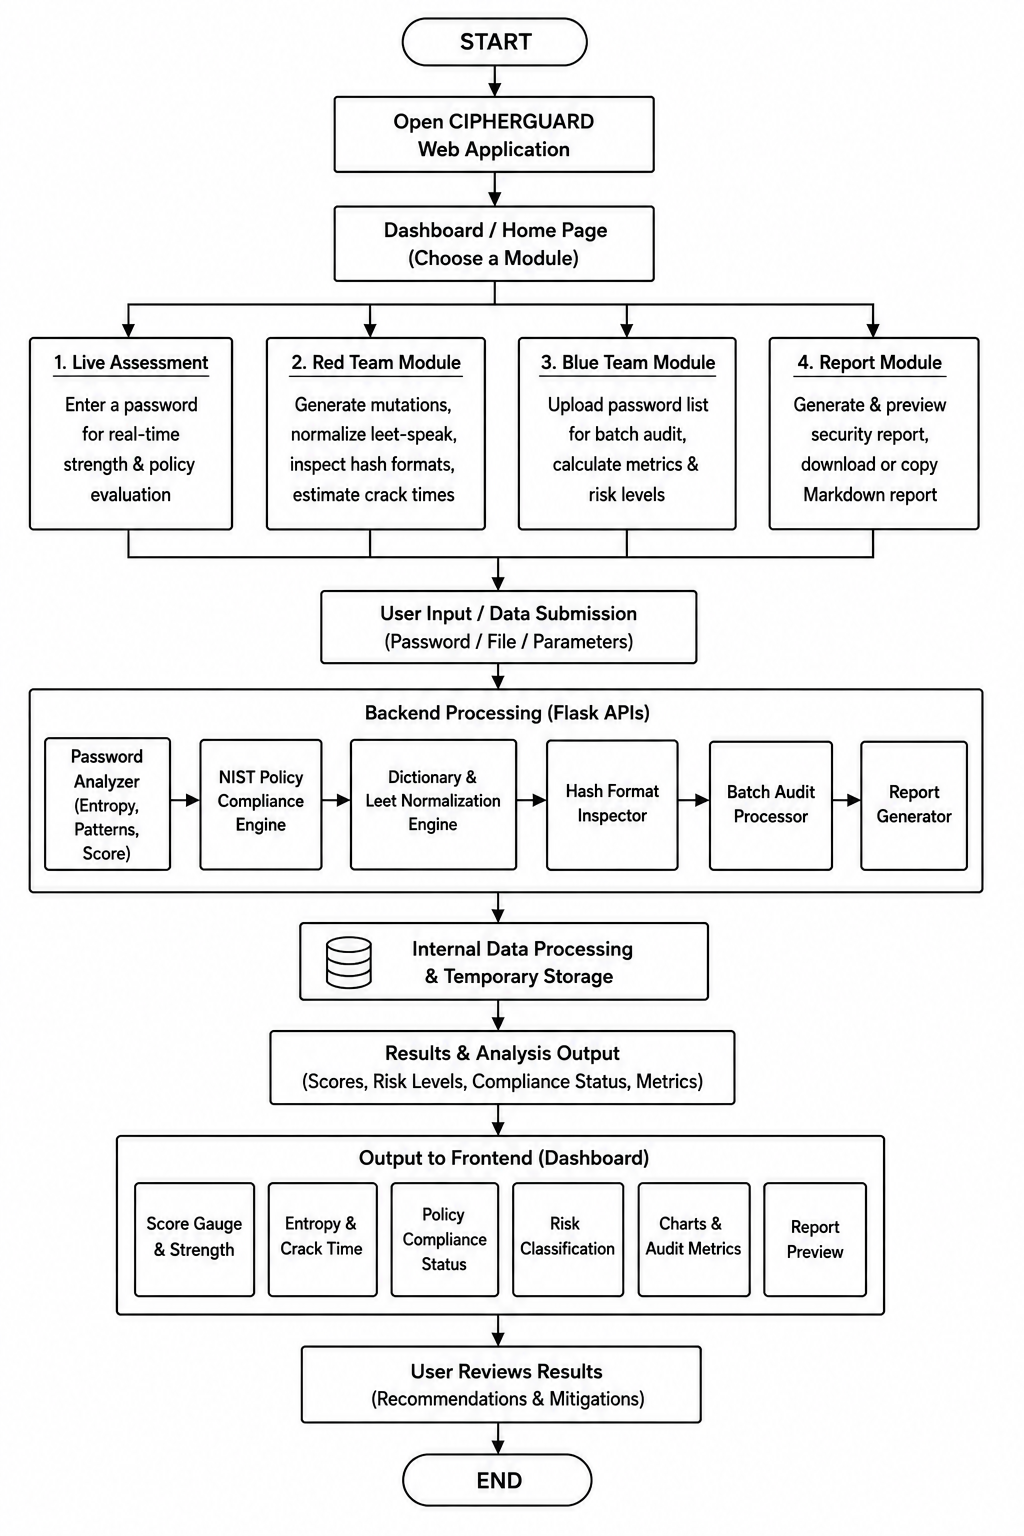 START
Open CIPHERGUARD
Web Application
Dashboard / Home Page
(Choose a Module)
1. Live Assessment
Enter a password
for real-time
strength & policy
evaluation
2. Red Team Module
Generate mutations,
normalize leet-speak,
inspect hash formats,
estimate crack times
3. Blue Team Module
Upload password list
for batch audit,
calculate metrics &
risk levels
4. Report Module
Generate & preview
security report,
download or copy
Markdown report
User Input / Data Submission
(Password / File / Parameters)
Backend Processing (Flask APIs)
Password
Analyzer
(Entropy,
Patterns,
Score)
NIST Policy
Compliance
Engine
Dictionary &
Leet Normalization
Engine
Hash Format
Inspector
Batch Audit
Processor
Report
Generator
Internal Data Processing
& Temporary Storage
Results & Analysis Output
(Scores, Risk Levels, Compliance Status, Metrics)
Output to Frontend (Dashboard)
Score Gauge
& Strength
Entropy &
Crack Time
Policy
Compliance
Status
Risk
Classification
Charts &
Audit Metrics
Report
Preview
User Reviews Results
(Recommendations & Mitigations)
END